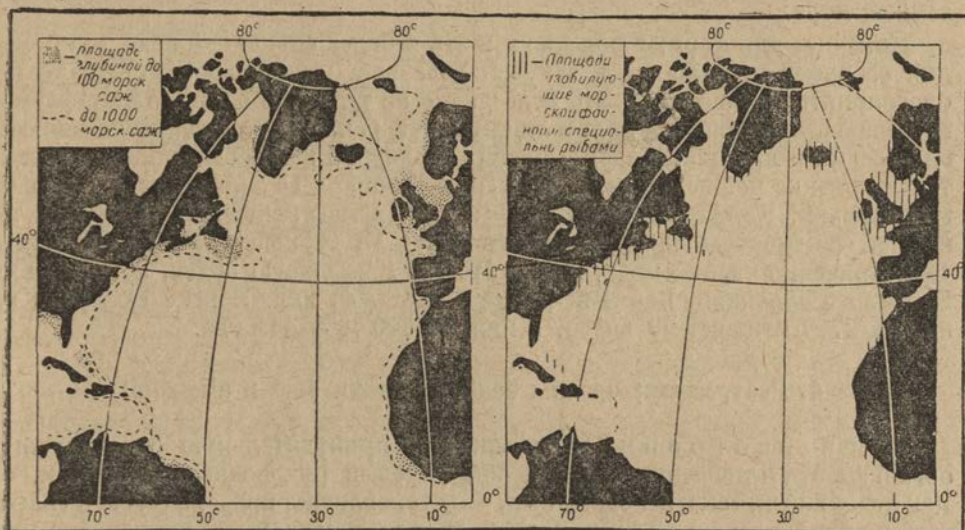 80° 80°
— площадь
глубиной до
100 морск
саж
--- до 1000
морск. саж
40°
40°
70° 50° 30° 10°
0°
80° 80°
— Площади
изобилую-
щие мор-
ской фау-
ной и специ-
ально рыбами
40°
70° 50° 30° 10°
0°